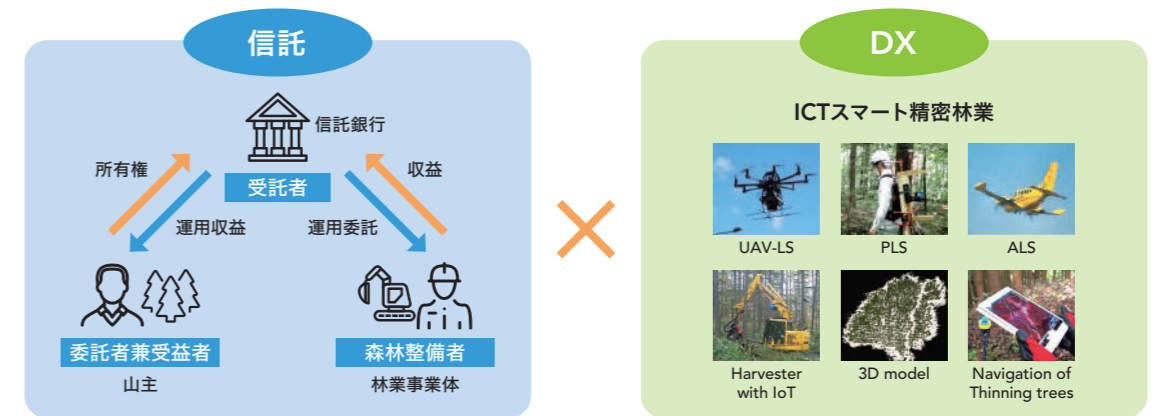 信託
信託銀行
受託者
所有権
収益
運用収益
運用委託
委託者兼受益者
山主
森林整備者
林業事業体
DX
ICTスマート精密林業
UAV-LS
PLS
ALS
Harvester
with IoT
3D model
Navigation of
Thinning trees